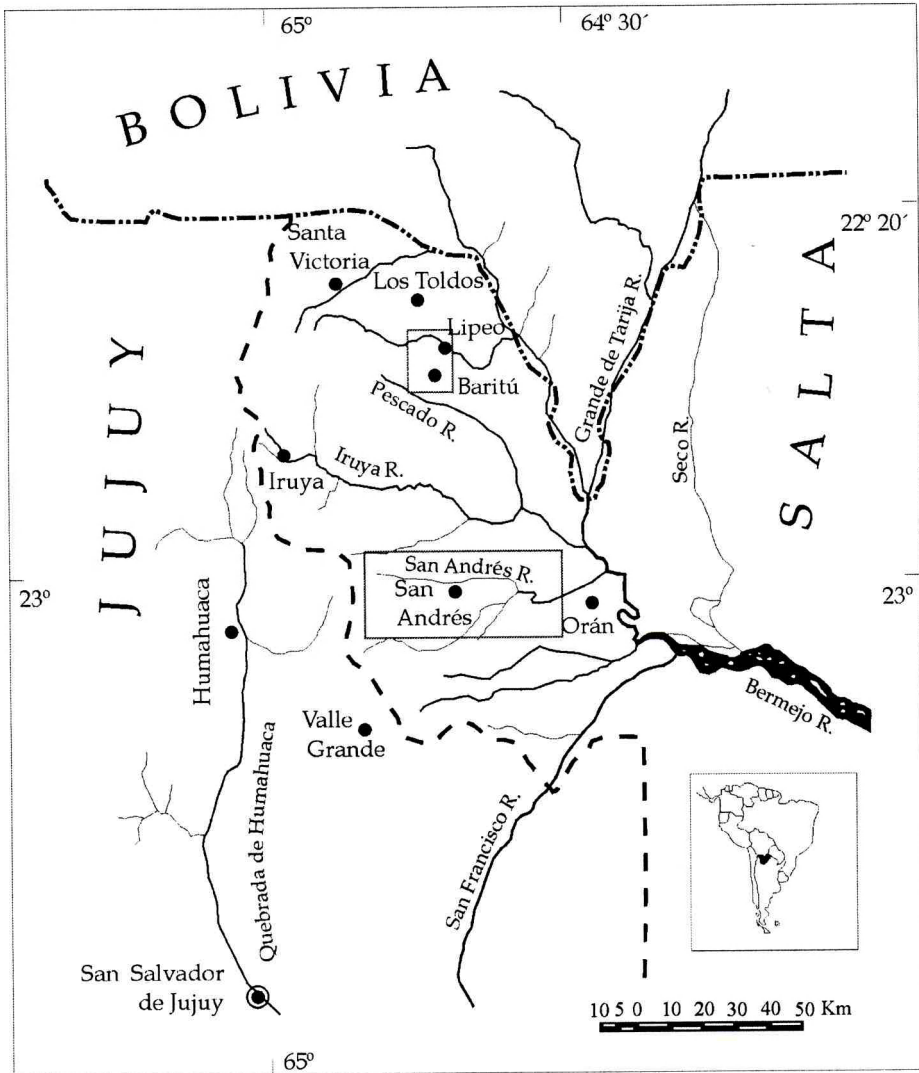 65º
64º 30´
BOLIVIA
22º 20´
Santa
Victoria
Los Toldos
Lipeo
Baritú
Pescado R.
Grande de Tarija R.
Seco R.
SALTA
JUJUY
Iruya
Iruya R.
23º
San Andrés R.
San
Andrés
Orán
23º
Humahuaca
Bermejo R.
Valle
Grande
Quebrada de Humahuaca
San Francisco R.
San Salvador
de Jujuy
10 5 0 10 20 30 40 50 Km
65º